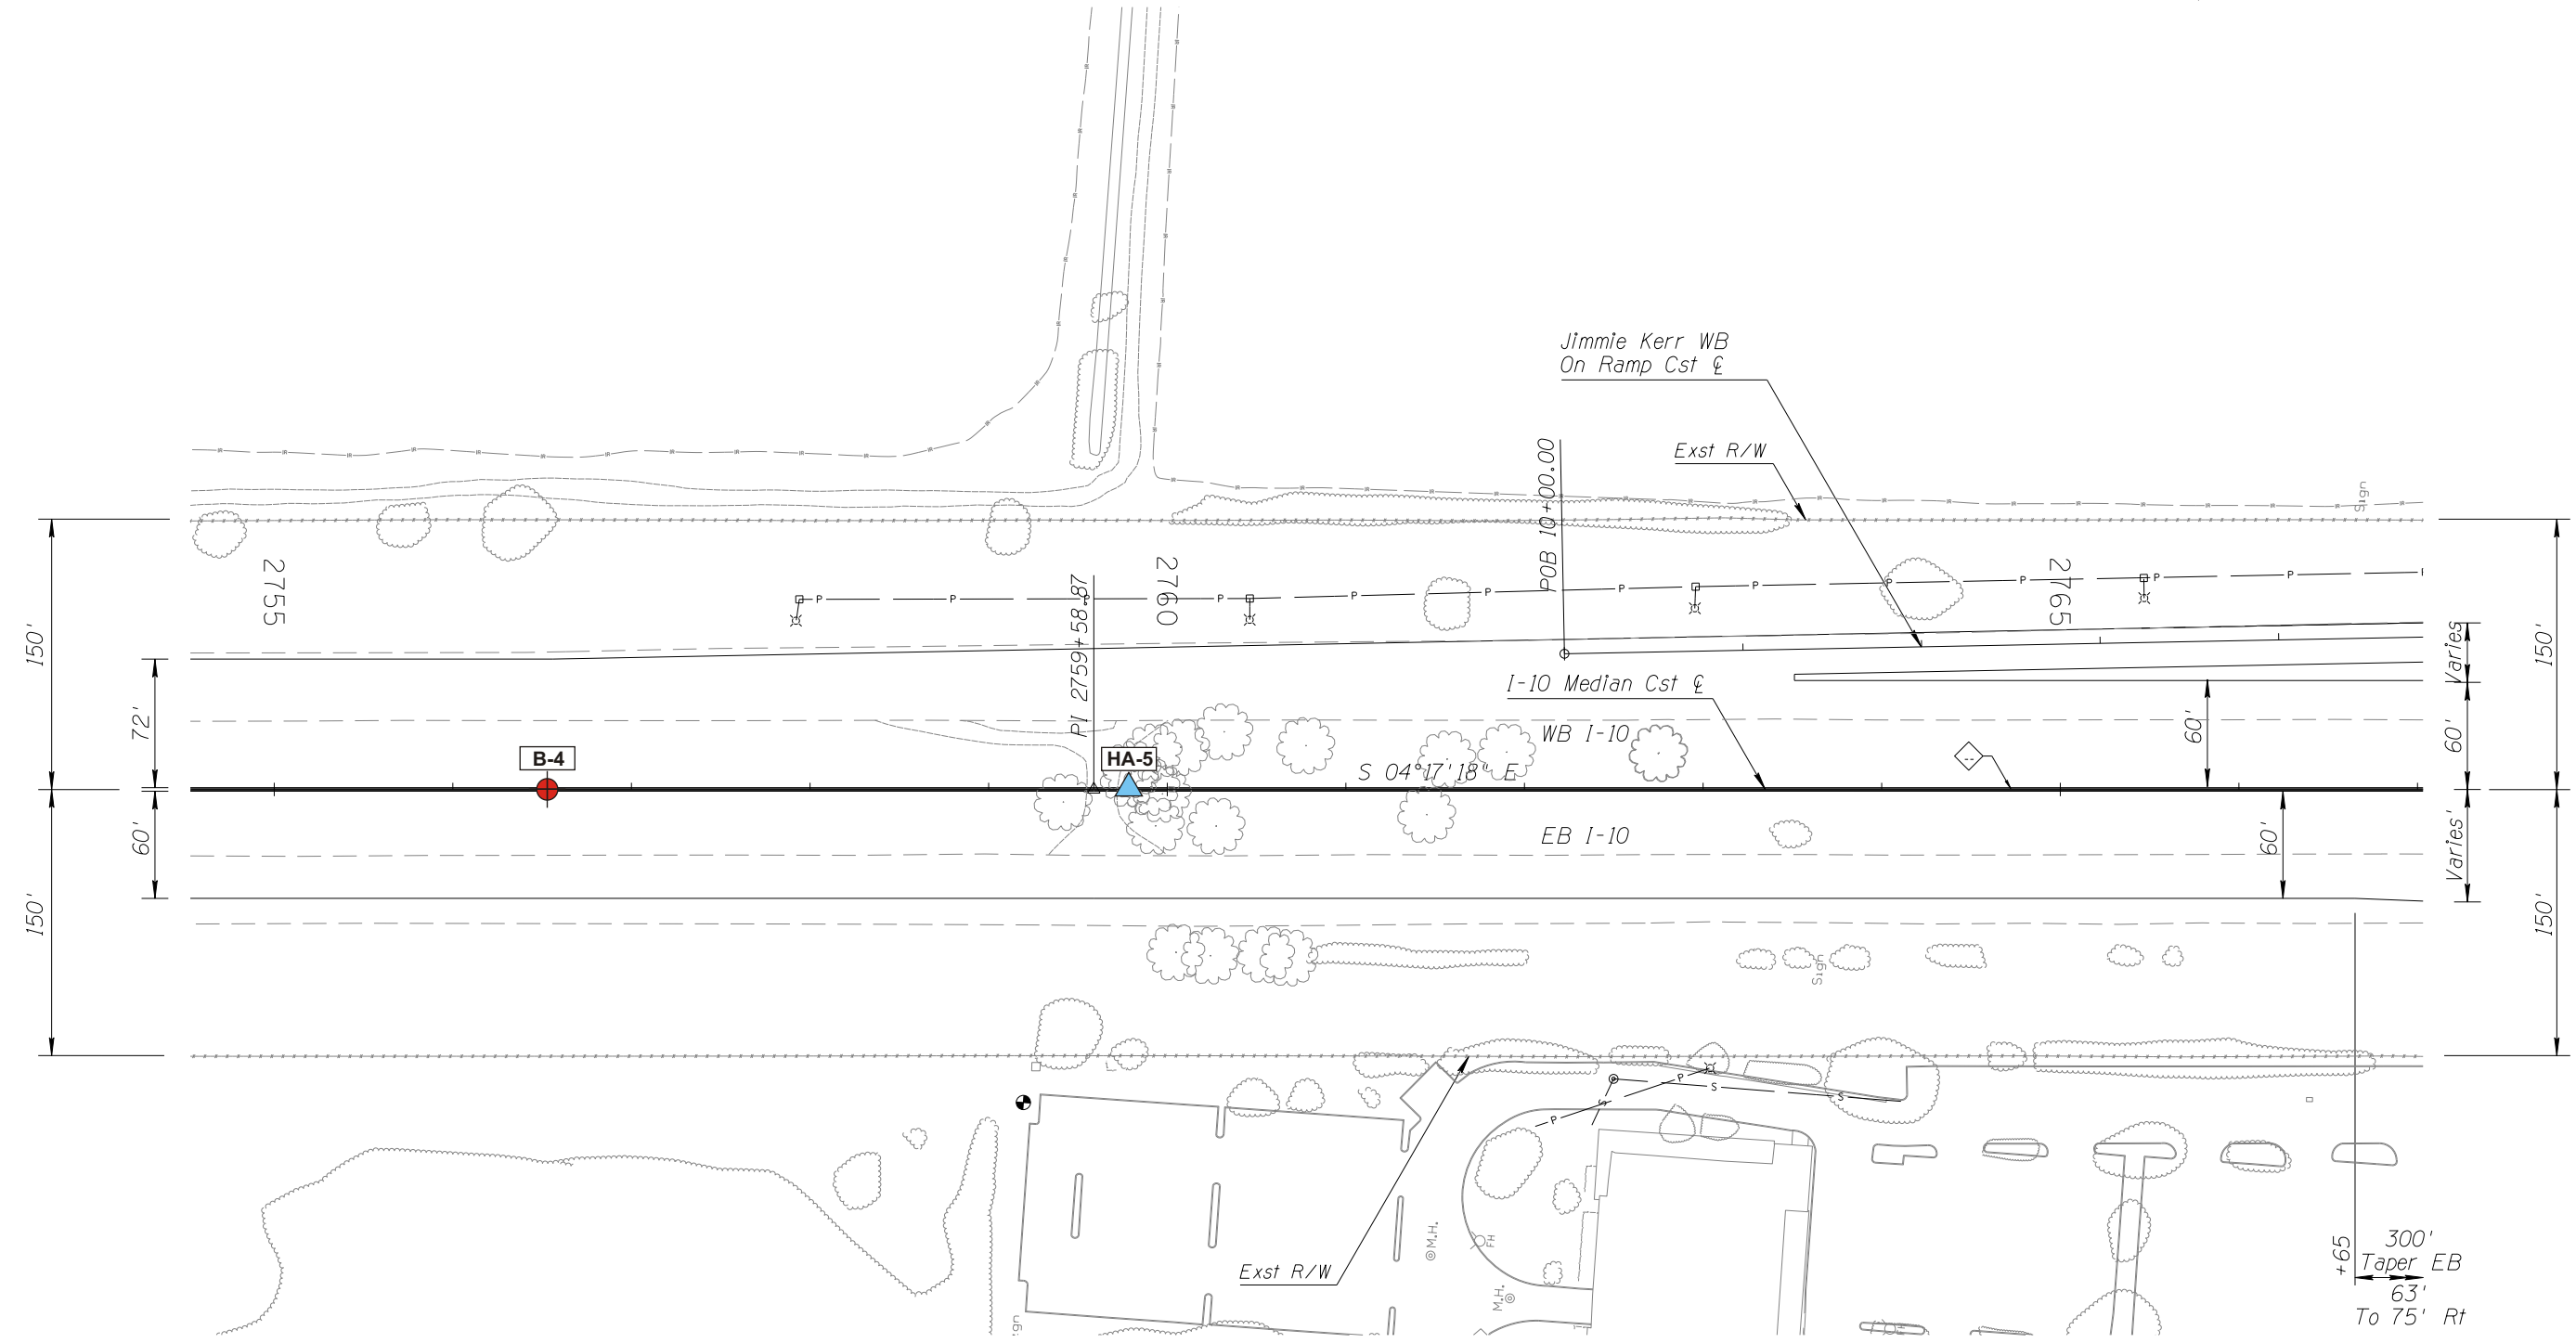 Jimmie Kerr WB
On Ramp Cst ℄
Exst R/W
POB 10+00.00
Sign
2755
2760
2765
PI 2759+58.87
150'
72'
60'
150'
150'
Varies
60'
Varies'
150'
60'
60'
I-10 Median Cst ℄
WB I-10
S 04°17'18" E
EB I-10
B-4
HA-5
--
P
P
P
P
P
P
P
P
P
P
P
P
Sign
P
S
S
S
P
M.H.
FH
M.H.
Exst R/W
+65
300'
Taper EB
63'
To 75' Rt